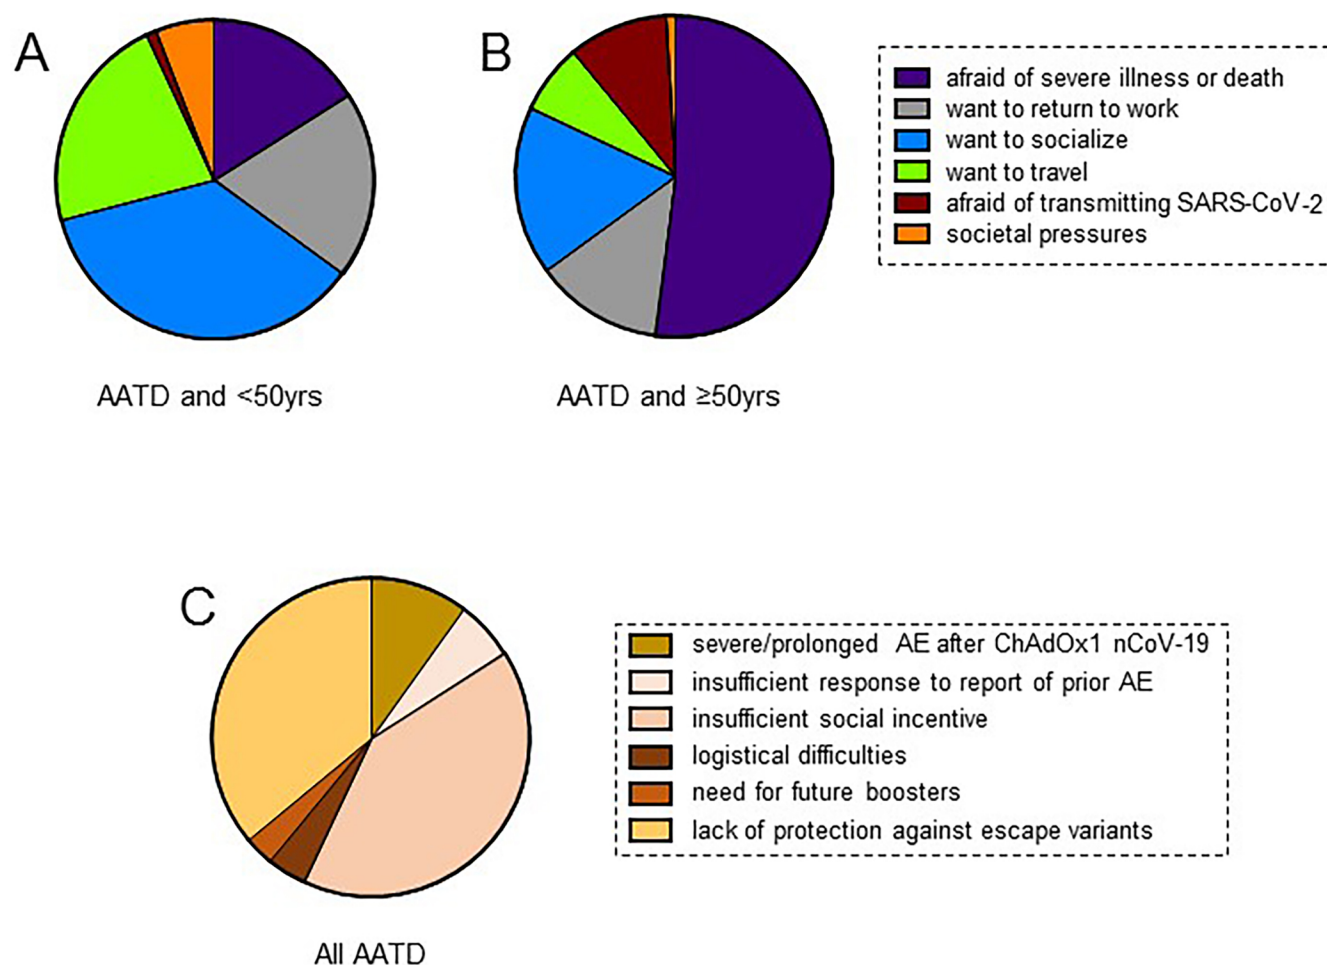 A
B
afraid of severe illness or death
want to return to work
want to socialize
want to travel
afraid of transmitting SARS-CoV-2
societal pressures
AATD and <50yrs
AATD and ≥50yrs
C
severe/prolonged AE after ChAdOx1 nCoV-19
insufficient response to report of prior AE
insufficient social incentive
logistical difficulties
need for future boosters
lack of protection against escape variants
All AATD